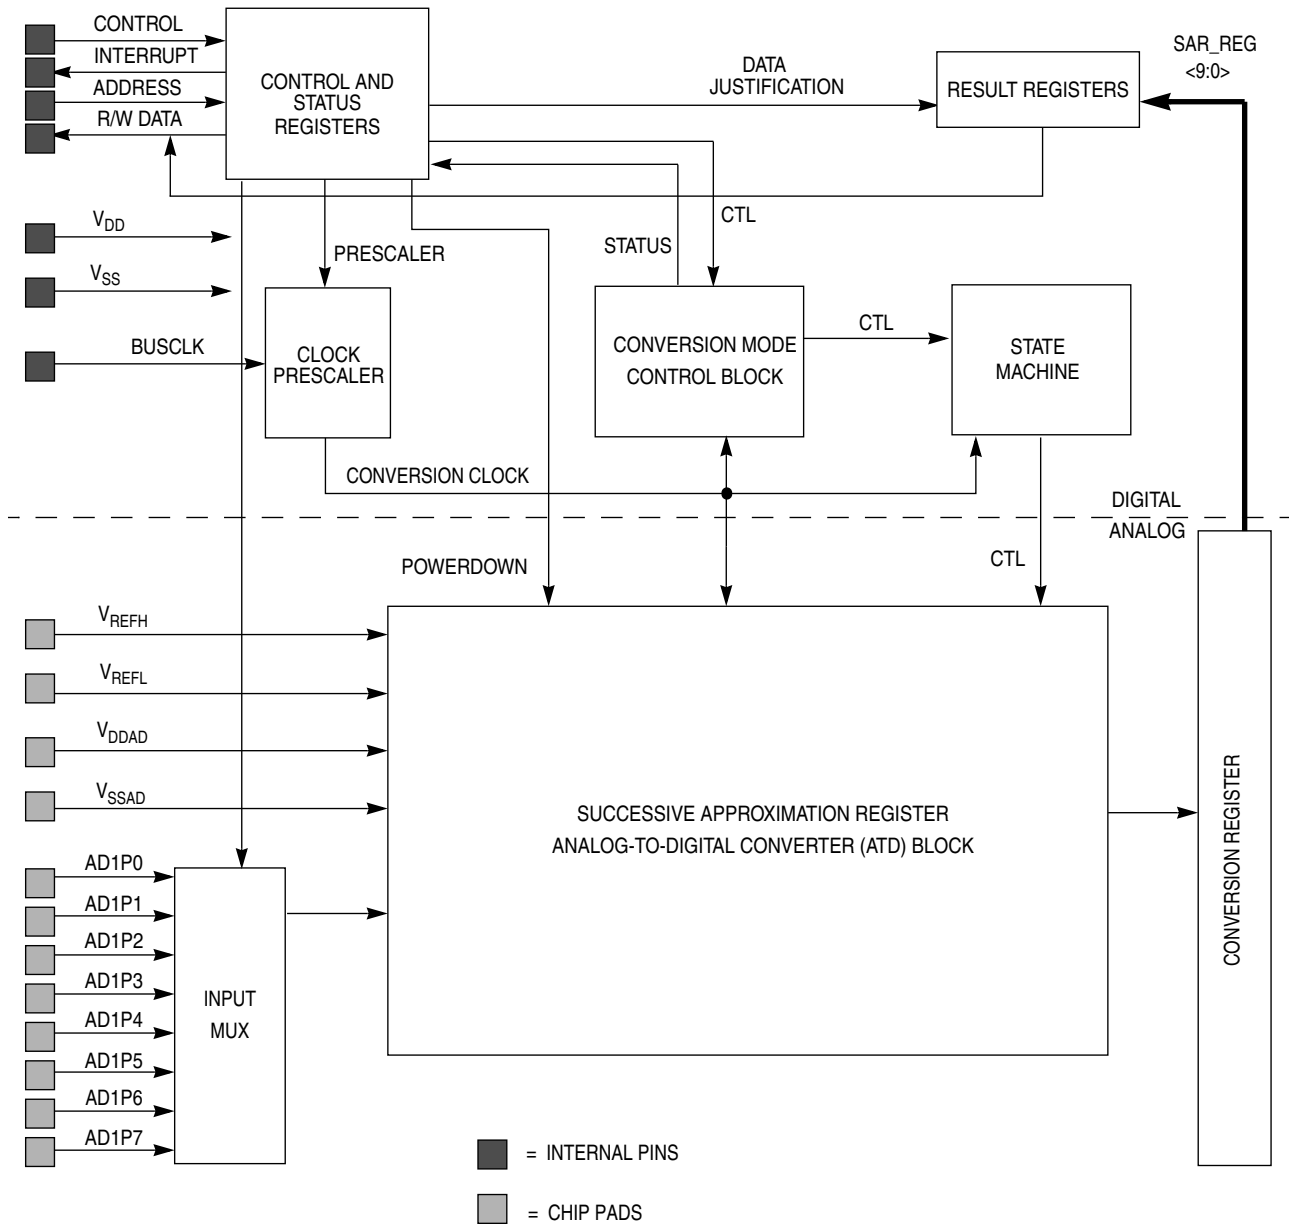 CONTROL
INTERRUPT
ADDRESS
R/W DATA
CONTROL AND
STATUS
REGISTERS
DATA
JUSTIFICATION
RESULT REGISTERS
SAR_REG
<9:0>
VDD
VSS
BUSCLK
PRESCALER
CLOCK
PRESCALER
STATUS
CTL
CONVERSION MODE
CONTROL BLOCK
CTL
STATE
MACHINE
CONVERSION CLOCK
DIGITAL
ANALOG
POWERDOWN
CTL
VREFH
VREFL
VDDAD
VSSAD
SUCCESSIVE APPROXIMATION REGISTER
ANALOG-TO-DIGITAL CONVERTER (ATD) BLOCK
CONVERSION REGISTER
AD1P0
AD1P1
AD1P2
AD1P3
AD1P4
AD1P5
AD1P6
AD1P7
INPUT
MUX
= INTERNAL PINS
= CHIP PADS